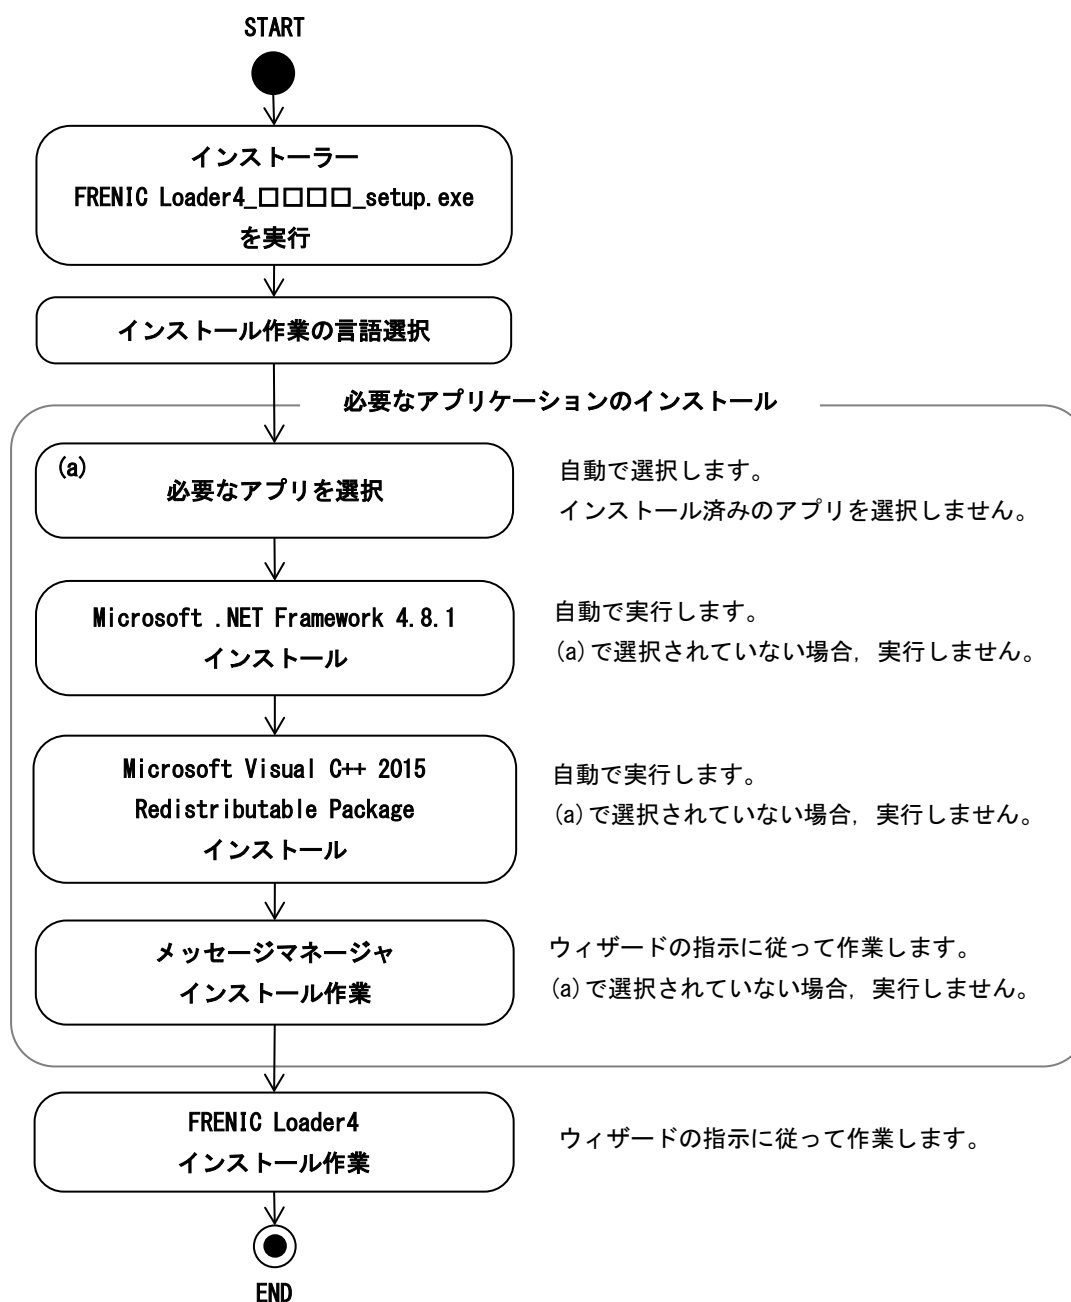 START
インストーラー
FRENIC Loader4_□□□□_setup.exe
を実行
インストール作業の言語選択
必要なアプリケーションのインストール
(a)
必要なアプリを選択
自動で選択します。
インストール済みのアプリを選択しません。
Microsoft .NET Framework 4.8.1
インストール
自動で実行します。
(a)で選択されていない場合，実行しません。
Microsoft Visual C++ 2015
Redistributable Package
インストール
自動で実行します。
(a)で選択されていない場合，実行しません。
メッセージマネージャ
インストール作業
ウィザードの指示に従って作業します。
(a)で選択されていない場合，実行しません。
FRENIC Loader4
インストール作業
ウィザードの指示に従って作業します。
END